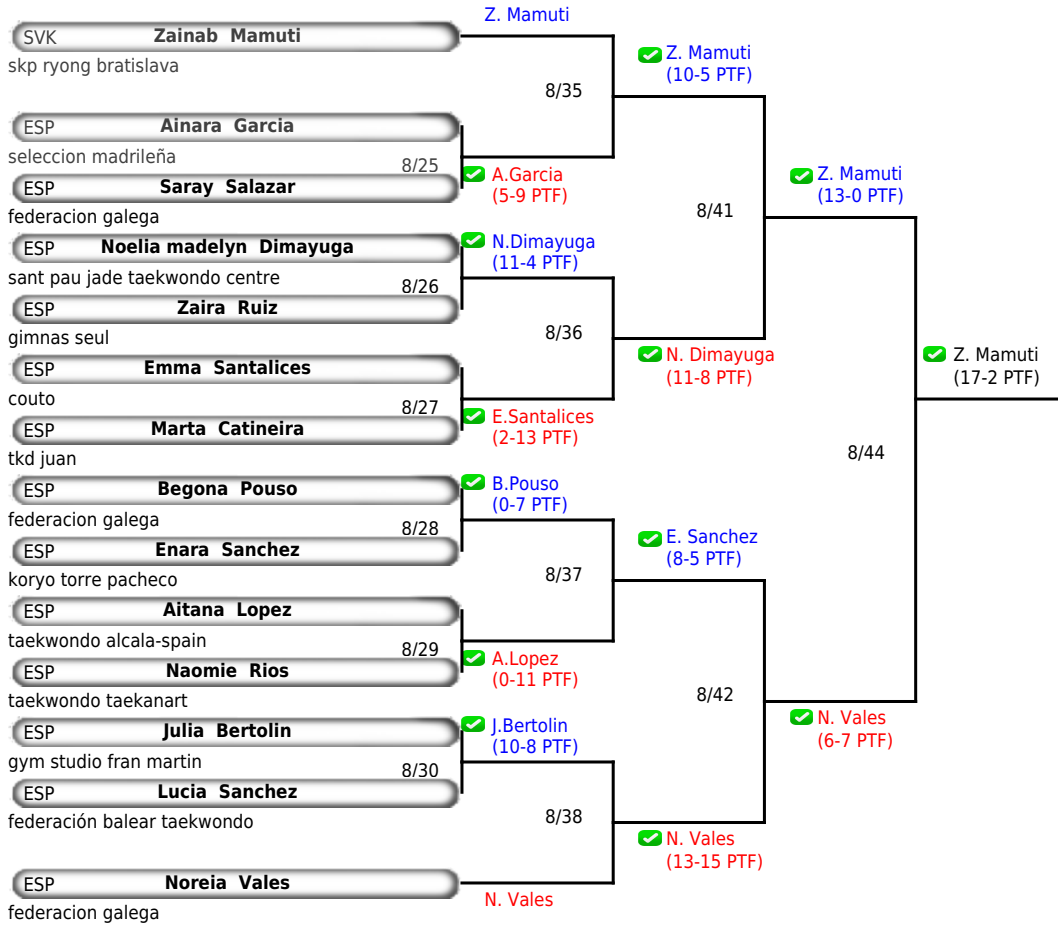 Z. Mamuti
SVK Zainab Mamuti
skp ryong bratislava
Z. Mamuti
(10-5 PTF)
8/35
ESP Ainara Garcia
seleccion madrileña
8/25
A.Garcia
(5-9 PTF)
ESP Saray Salazar
federacion galega
Z. Mamuti
(13-0 PTF)
8/41
ESP Noelia madelyn Dimayuga
N.Dimayuga
(11-4 PTF)
sant pau jade taekwondo centre
8/26
ESP Zaira Ruiz
gimnas seul
8/36
N. Dimayuga
(11-8 PTF)
Z. Mamuti
(17-2 PTF)
ESP Emma Santalices
couto
8/27
E.Santalices
(2-13 PTF)
ESP Marta Catineira
tkd juan
8/44
ESP Begona Pouso
B.Pouso
(0-7 PTF)
federacion galega
8/28
ESP Enara Sanchez
koryo torre pacheco
E. Sanchez
(8-5 PTF)
8/37
ESP Aitana Lopez
taekwondo alcala-spain
8/29
A.Lopez
(0-11 PTF)
ESP Naomie Rios
taekwondo taekanart
8/42
N. Vales
(6-7 PTF)
ESP Julia Bertolin
J.Bertolin
(10-8 PTF)
gym studio fran martin
8/30
ESP Lucia Sanchez
federación balear taekwondo
8/38
N. Vales
(13-15 PTF)
ESP Noreia Vales
N. Vales
federacion galega